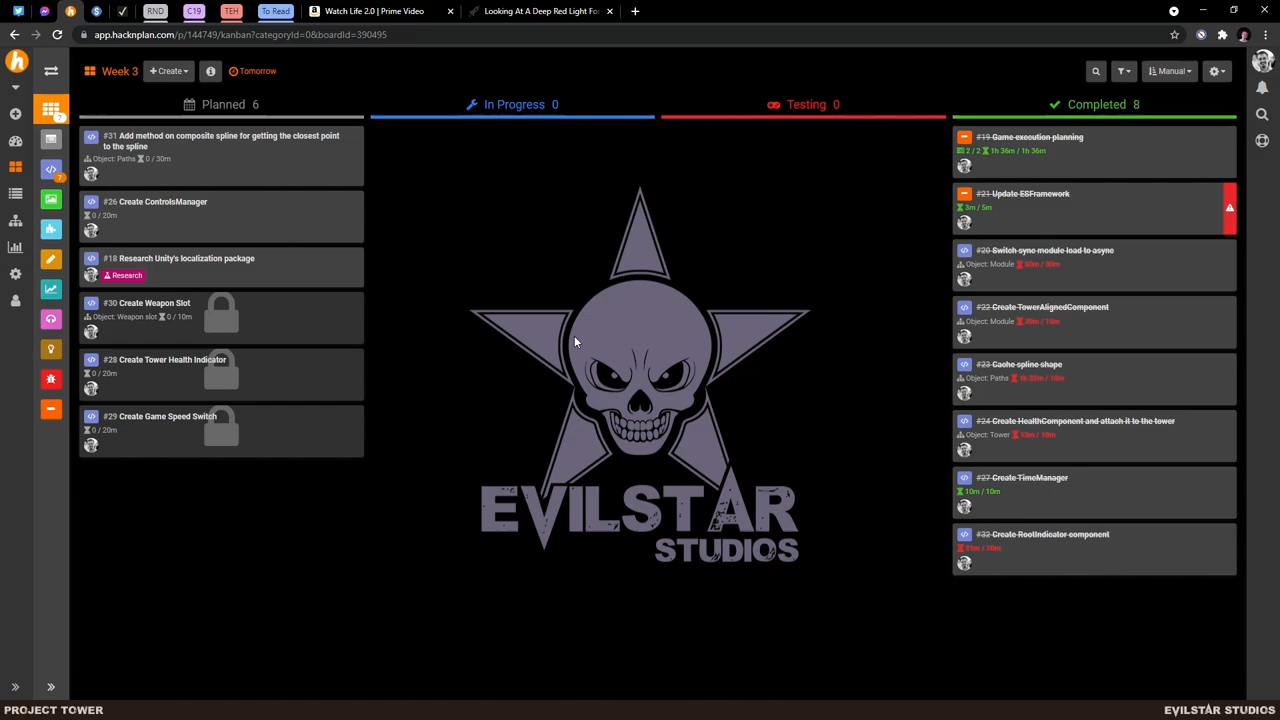 RND
C19
TEH
To Read
Watch Life 2.0 | Prime Video
Looking At A Deep Red Light Fo
app.hacknplan.com/p/144749/kanban?categoryId=0&boardId=390495
Week 3
+ Create
Tomorrow
Manual
Planned 6
In Progress 0
Testing 0
Completed 8
7
7
#31 Add method on composite spline for getting the closest point
to the spline
Object: Paths 0 / 30m
#26 Create ControlsManager
0 / 20m
#18 Research Unity's localization package
Research
#30 Create Weapon Slot
Object: Weapon slot 0 / 10m
#28 Create Tower Health Indicator
0 / 20m
#29 Create Game Speed Switch
0 / 20m
EVILSTAR
STUDIOS
#19 Game execution planning
2 / 2 1h 36m / 1h 36m
#21 Update ESFramework
3m / 5m
#20 Switch sync module load to async
Object: Module
#22 Create TowerAlignedComponent
Object: Module
#23 Cache spline shape
Object: Paths
#24 Create HealthComponent and attach it to the tower
Object: Tower
#27 Create TimeManager
10m / 10m
#32 Create RootIndicator component
PROJECT TOWER
EVILSTAR STUDIOS